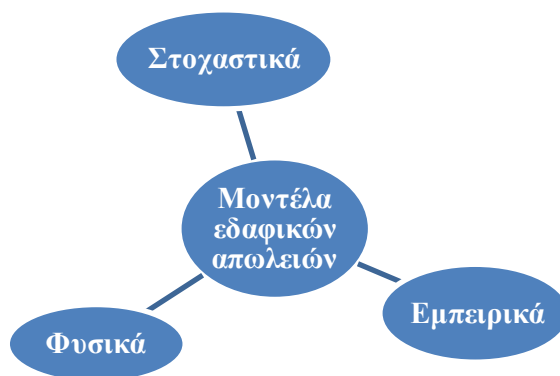 Στοχαστικά
Μοντέλα
εδαφικών
απωλειών
Εμπειρικά
Φυσικά